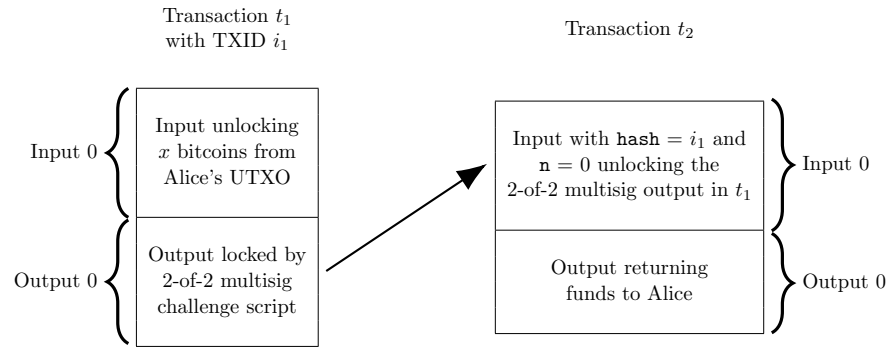 Transaction t₁
with TXID i₁
Transaction t₂
Input 0
Input unlocking
x bitcoins from
Alice's UTXO
Output 0
Output locked by
2-of-2 multisig
challenge script
Input with hash = i₁ and
n = 0 unlocking the
2-of-2 multisig output in t₁
Input 0
Output returning
funds to Alice
Output 0